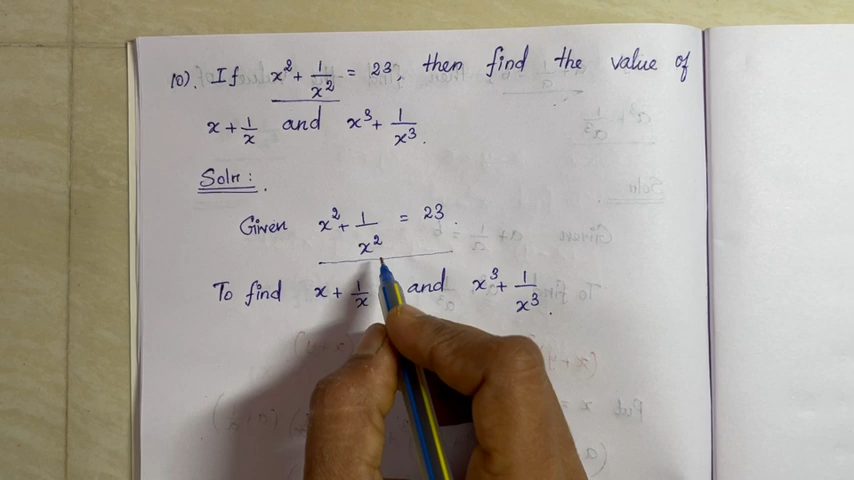 10). If x² + 1/x² = 23, then find the value of
x + 1/x and x³ + 1/x³.
Soln :.
Given x² + 1/x² = 23.
To find x + 1/x and x³ + 1/x³.